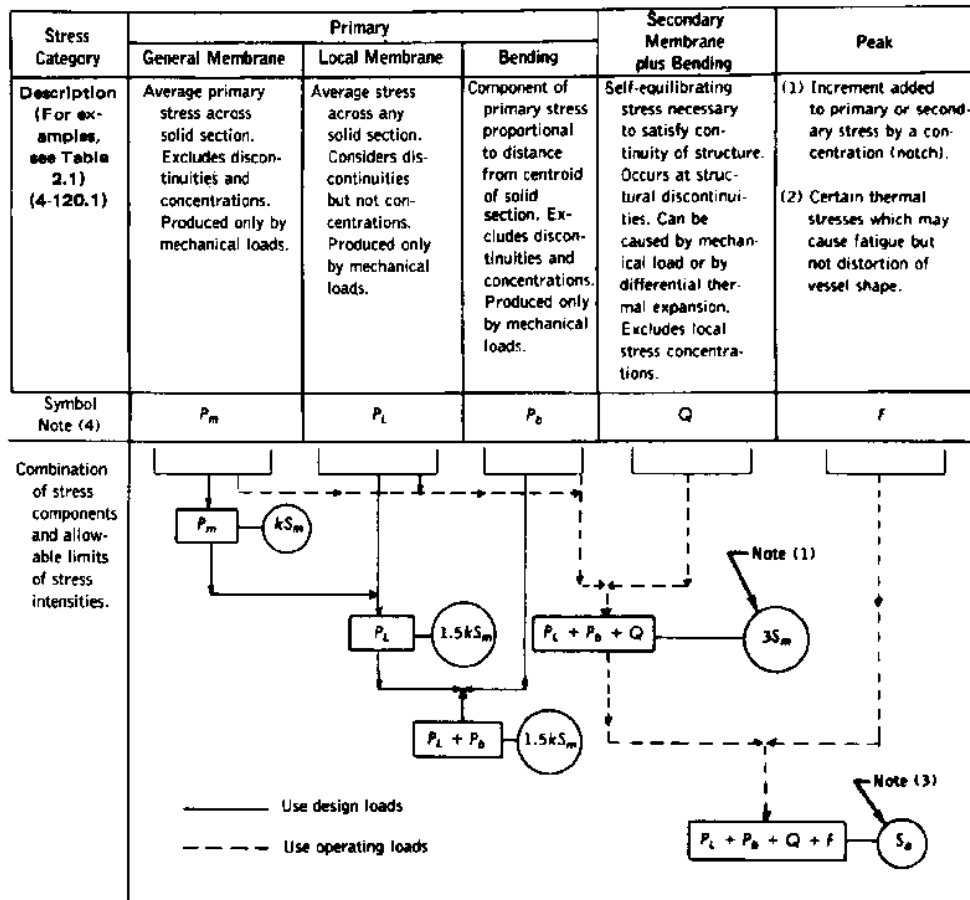 Stress
Category
Primary
General Membrane
Local Membrane
Bending
Secondary
Membrane
plus Bending
Peak
Description
(For ex-
amples,
see Table
2.1)
(4-120.1)
Average primary
stress across
solid section.
Excludes discon-
tinuities and
concentrations.
Produced only by
mechanical loads.
Average stress
across any
solid section.
Considers dis-
continuities
but not con-
centrations.
Produced only
by mechanical
loads.
Component of
primary stress
proportional
to distance
from centroid
of solid
section. Ex-
cludes discon-
tinuities and
concentrations.
Produced only
by mechanical
loads.
Self-equilibrating
stress necessary
to satisfy con-
tinuity of structure.
Occurs at struc-
tural discontinui-
ties. Can be
caused by mechan-
ical load or by
differential ther-
mal expansion.
Excludes local
stress concentra-
tions.
(1) Increment added
to primary or second-
ary stress by a con-
centration (notch).
(2) Certain thermal
stresses which may
cause fatigue but
not distortion of
vessel shape.
Symbol
Note (4)
Pm
PL
Pb
Q
F
Combination
of stress
components
and allow-
able limits
of stress
intensities.
Pm
kSm
Note (1)
PL
1.5kSm
PL + Pb + Q
3Sm
PL + Pb
1.5kSm
Use design loads
Use operating loads
Note (3)
PL + Pb + Q + F
Sa